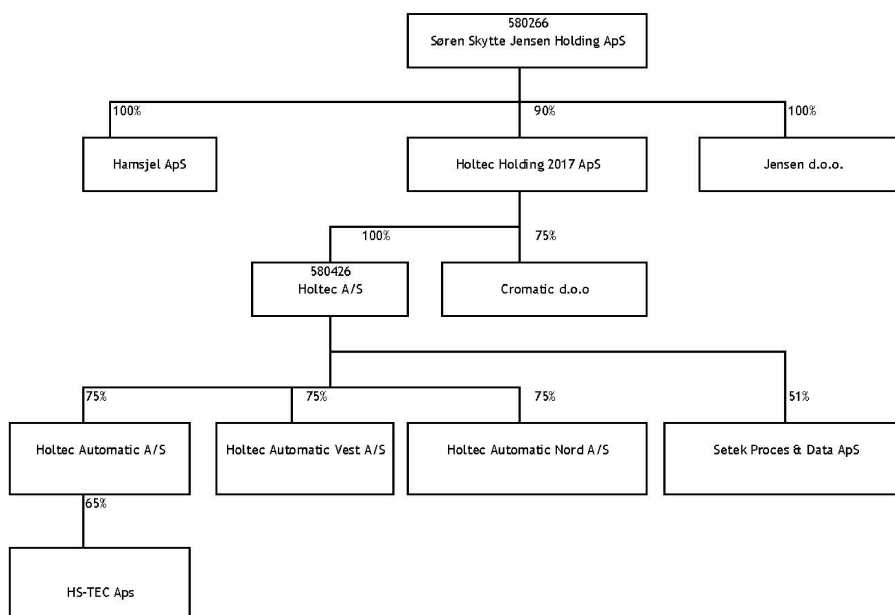 580266
Søren Skytte Jensen Holding ApS
100%
90%
100%
Hamsjel ApS
Holtec Holding 2017 ApS
Jensen d.o.o.
100%
75%
580426
Holtec A/S
Cromatic d.o.o
75%
75%
75%
51%
Holtec Automatic A/S
Holtec Automatic Vest A/S
Holtec Automatic Nord A/S
Setek Proces & Data ApS
65%
HS-TEC Aps